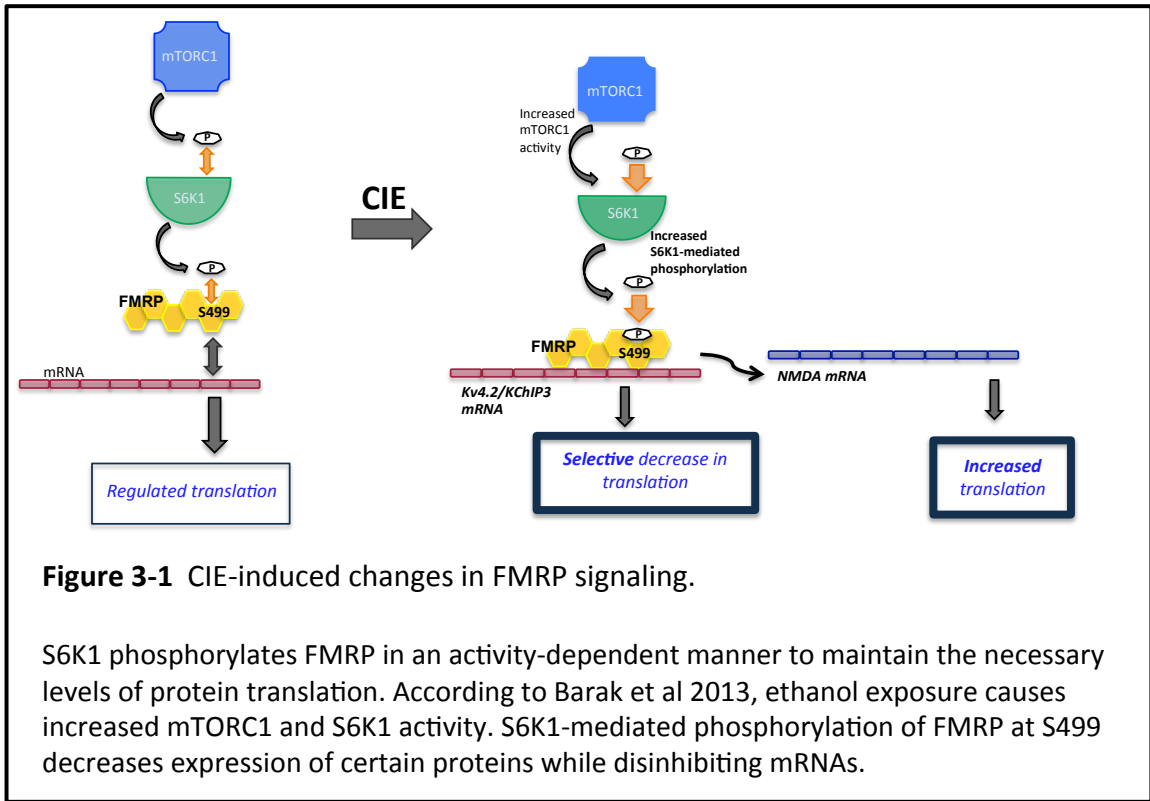 mTORC1
P
S6K1
P
FMRP
S499
mRNA
Regulated translation
CIE
mTORC1
Increased
mTORC1
activity
P
S6K1
Increased
S6K1-mediated
phosphorylation
P
P
FMRP
S499
Kv4.2/KChIP3
mRNA
NMDA mRNA
Selective decrease in
translation
Increased
translation
Figure 3-1 CIE-induced changes in FMRP signaling.
S6K1 phosphorylates FMRP in an activity-dependent manner to maintain the necessary
levels of protein translation. According to Barak et al 2013, ethanol exposure causes
increased mTORC1 and S6K1 activity. S6K1-mediated phosphorylation of FMRP at S499
decreases expression of certain proteins while disinhibiting mRNAs.